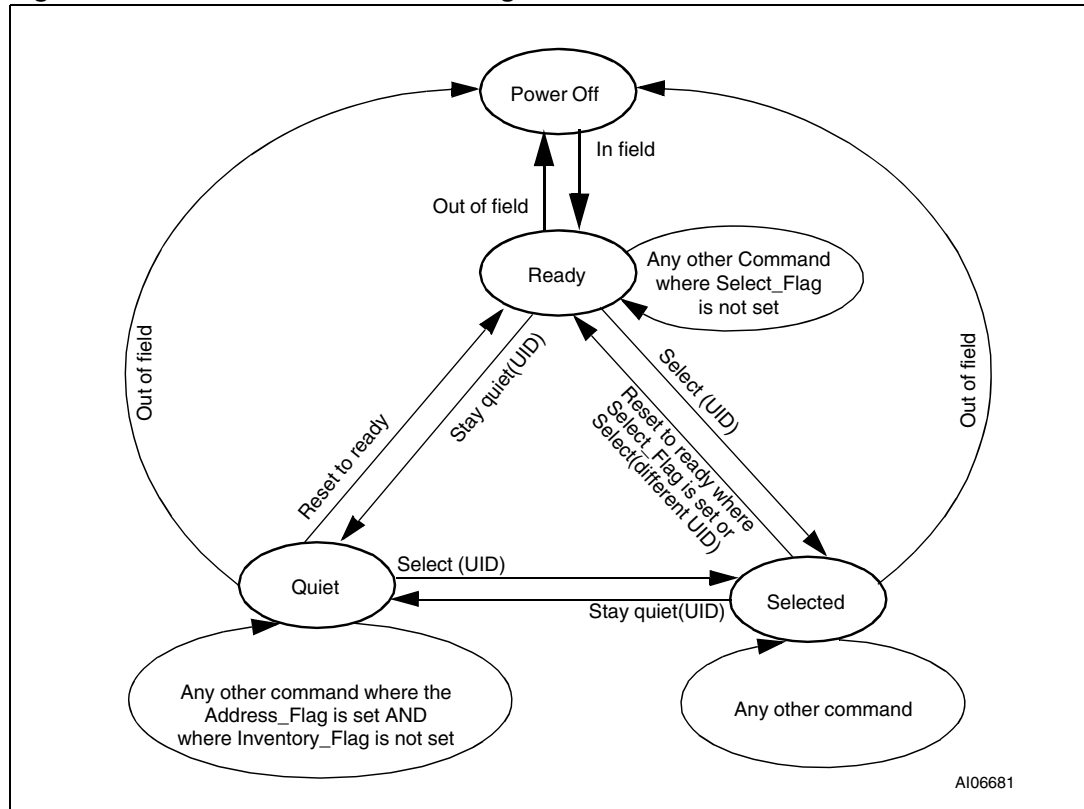 Power Off
In field
Out of field
Ready
Any other Command
where Select_Flag
is not set
Out of field
Out of field
Reset to ready
Stay quiet(UID)
Select (UID)
Reset to ready where
Select_Flag is set or
Select(different UID)
Quiet
Select (UID)
Stay quiet(UID)
Selected
Any other command where the
Address_Flag is set AND
where Inventory_Flag is not set
Any other command
AI06681